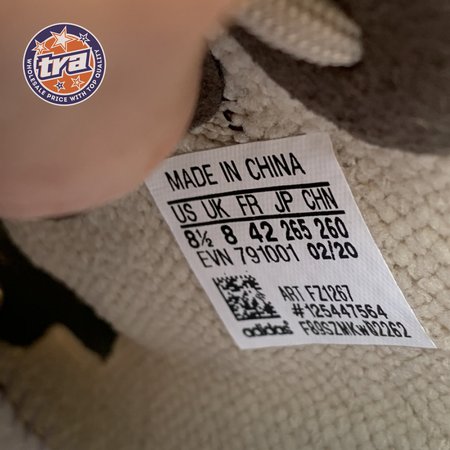 tra
WHOLESALE PRICE WITH TOP QUALITY
MADE IN CHINA
US UK FR JP CHN
8½ 8 42 265 260
EVN 791001 02/20
ART FZ1267
#125447564
adidas